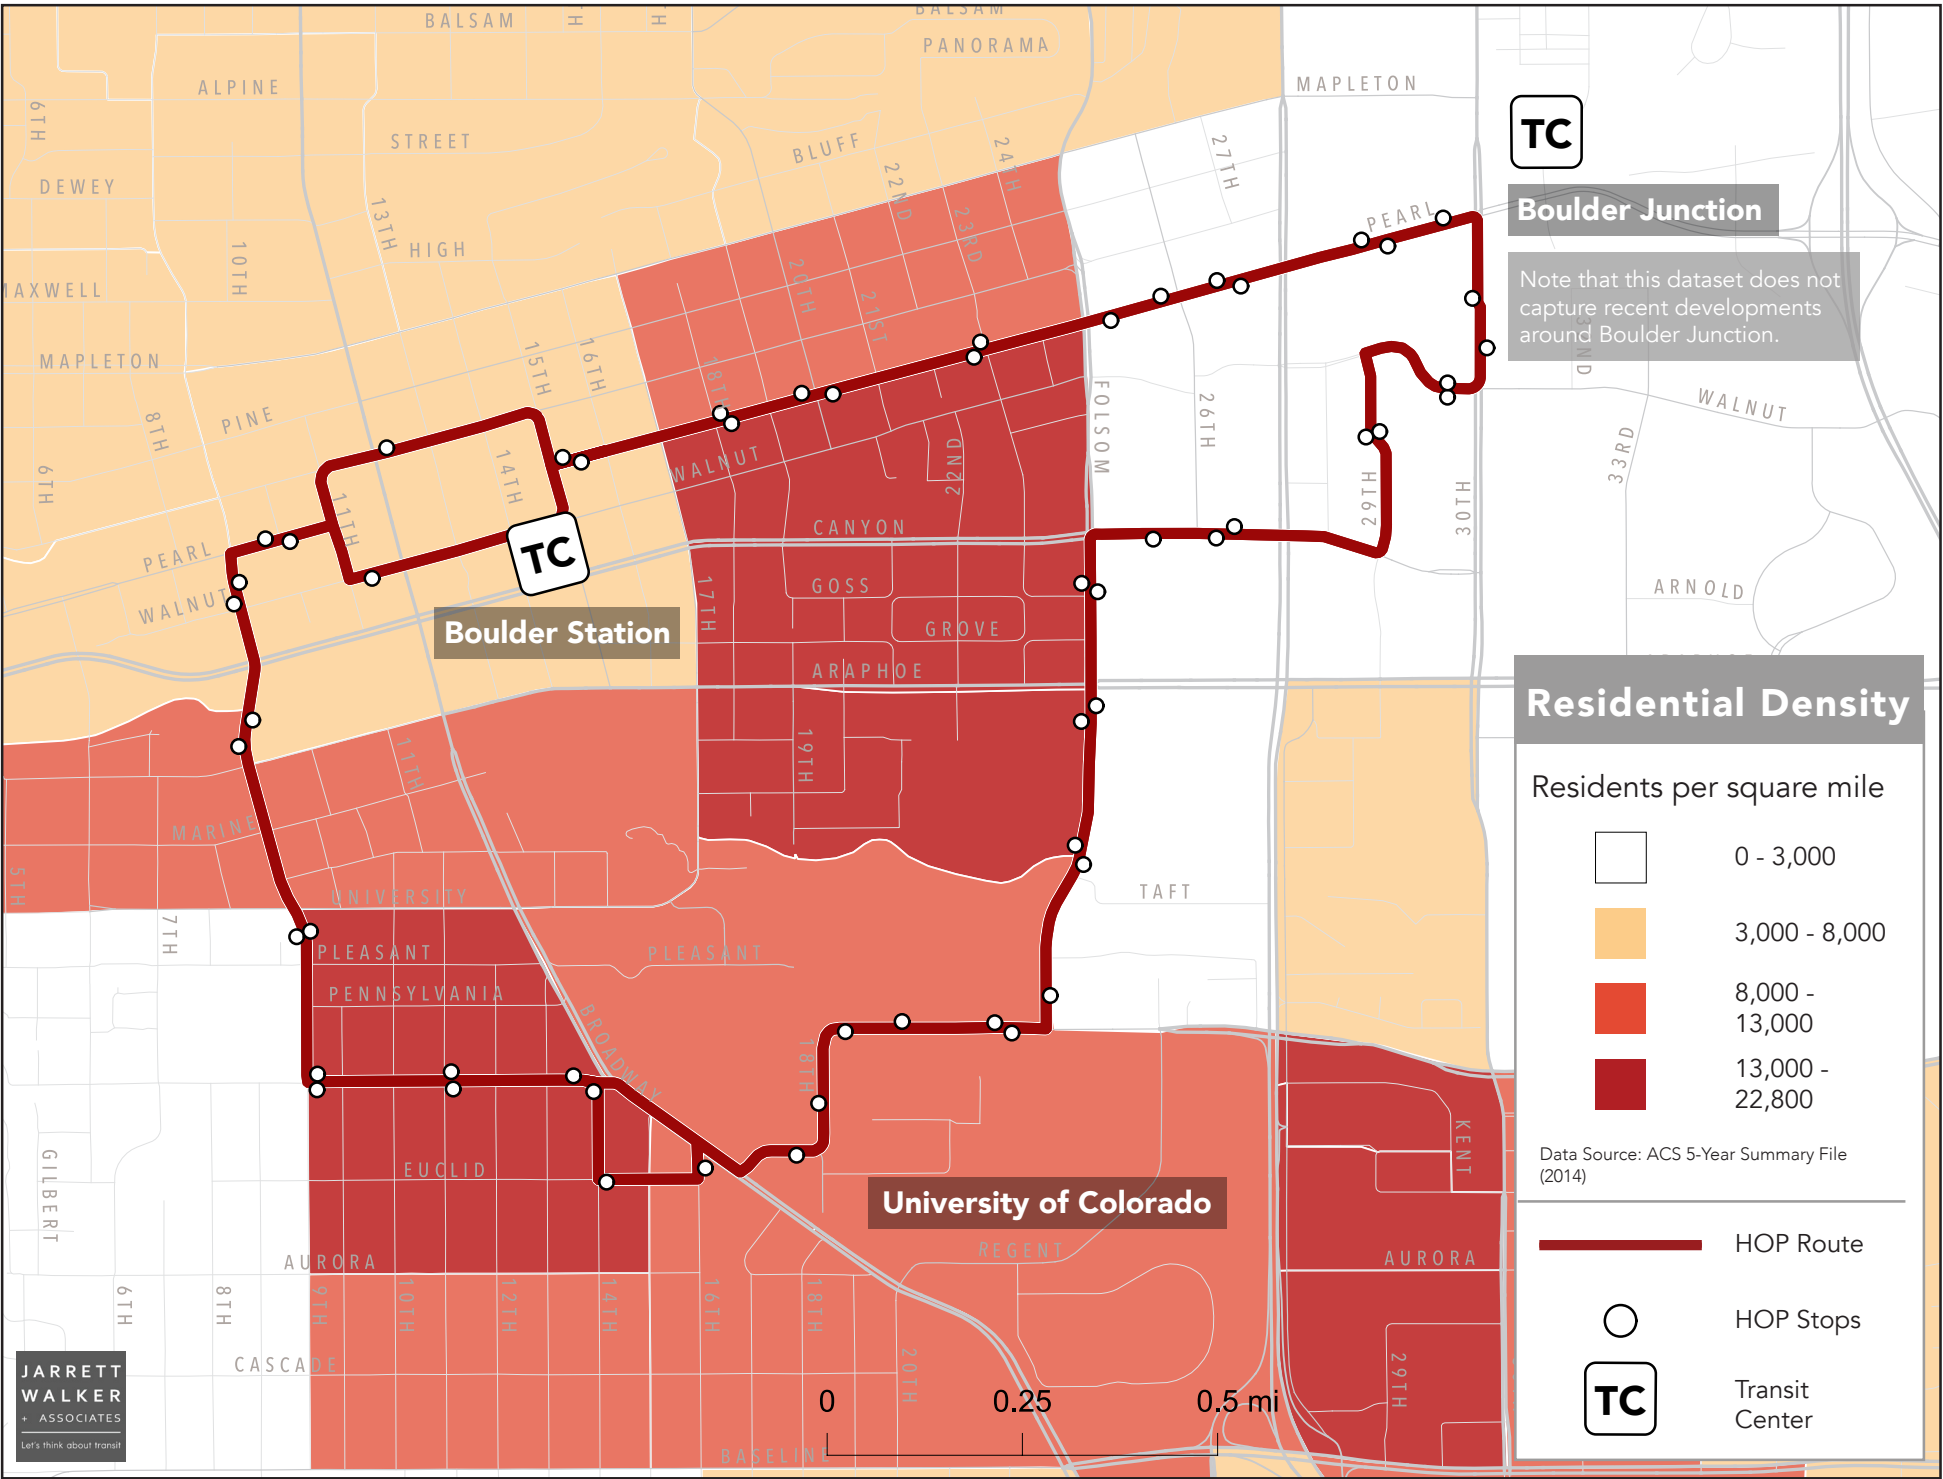 BALSAM
BALSAM
PANORAMA
ALPINE
MAPLETON
6TH
STREET
BLUFF
24TH
27TH
TC
DEWEY
22ND
13TH
23RD
PEARL
Boulder Junction
10TH
HIGH
20TH
MAXWELL
21ST
Note that this dataset does not
capture recent developments
around Boulder Junction.
MAPLETON
15TH
16TH
18TH
WALNUT
8TH
PINE
FOLSOM
26TH
33RD
6TH
14TH
WALNUT
22ND
29TH
30TH
11TH
CANYON
PEARL
TC
WALNUT
17TH
GOSS
ARNOLD
Boulder Station
GROVE
ARAPHOE
Residential Density
11TH
19TH
Residents per square mile
MARINE
0 - 3,000
5TH
UNIVERSITY
TAFT
7TH
3,000 - 8,000
PLEASANT
PLEASANT
PENNSYLVANIA
8,000 -
13,000
BROADWAY
18TH
13,000 -
22,800
GILBERT
EUCLID
KENT
Data Source: ACS 5-Year Summary File
(2014)
University of Colorado
AURORA
REGENT
AURORA
HOP Route
6TH
8TH
9TH
10TH
12TH
14TH
16TH
18TH
HOP Stops
CASCADE
20TH
29TH
JARRETT
WALKER
+ ASSOCIATES
Let's think about transit
0 0.25 0.5 mi
TC
Transit
Center
BASELINE